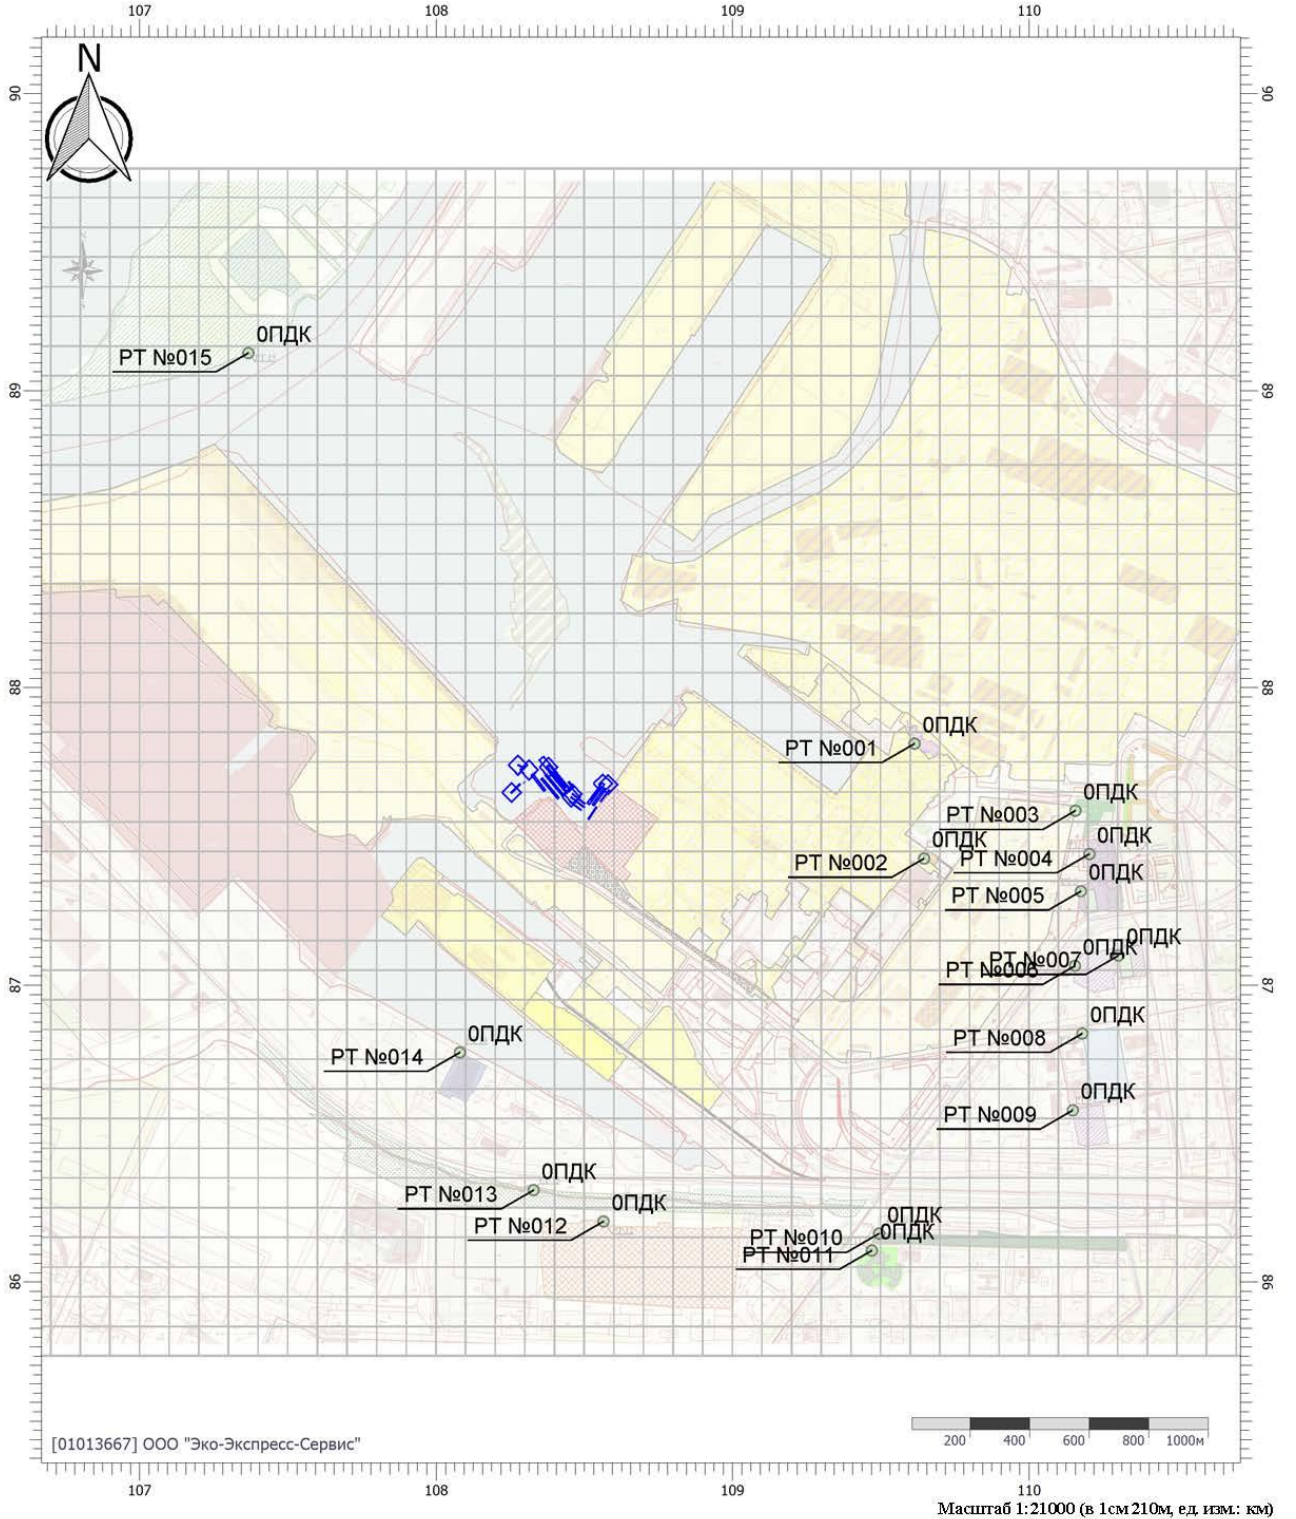 107 108 109 110
N
90 90
0ПДК
РТ №015
89 89
88 88
0ПДК
РТ №001
0ПДК
РТ №003
0ПДК
0ПДК
РТ №002
РТ №004
0ПДК
РТ №005
0ПДК
0ПДК
РТ №007
РТ №006
87 87
0ПДК
РТ №008
0ПДК
РТ №014
0ПДК
РТ №009
0ПДК
РТ №013
0ПДК
РТ №012
0ПДК
РТ №010
0ПДК
РТ №011
86 86
200 400 600 800 1000м
[01013667] ООО "Эко-Экспресс-Сервис"
107 108 109 110
Масштаб 1:21000 (в 1см 210м, ед. изм.: км)